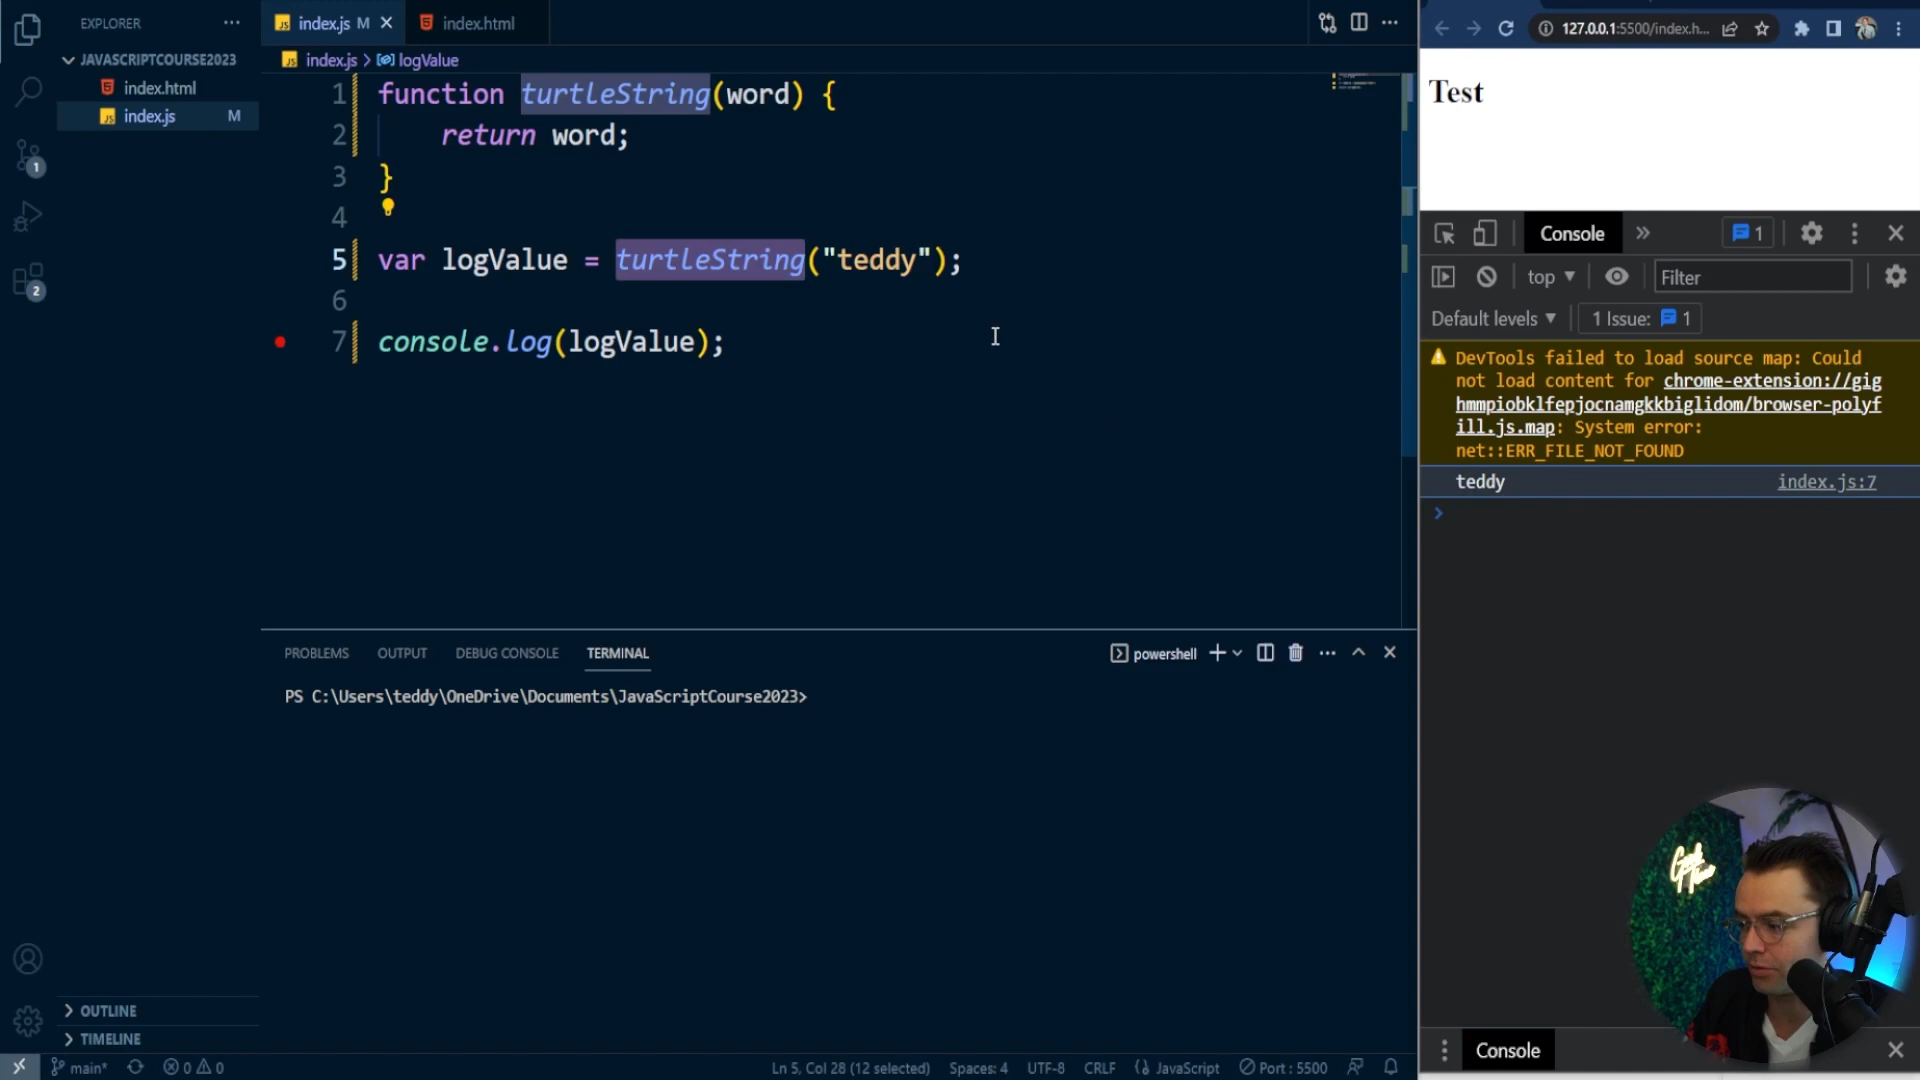 EXPLORER
JAVASCRIPTCOURSE2023
index.html
index.js M
1
2
OUTLINE
TIMELINE
index.js M
index.html
index.js > logValue
1 function turtleString(word) {
2 return word;
3 }
4
5 var logValue = turtleString("teddy");
6
7 console.log(logValue);
PROBLEMS OUTPUT DEBUG CONSOLE TERMINAL
powershell
PS C:\Users\teddy\OneDrive\Documents\JavaScriptCourse2023>
main* 0 0
Ln 5, Col 28 (12 selected) Spaces: 4 UTF-8 CRLF JavaScript Port : 5500
127.0.0.1:5500/index.h...
Test
Console 1
top Filter
Default levels 1 Issue: 1
DevTools failed to load source map: Could
not load content for chrome-extension://gig
hmmpiobklfepjocnamgkkbiglidom/browser-polyf
ill.js.map: System error:
net::ERR_FILE_NOT_FOUND
teddy index.js:7
Console